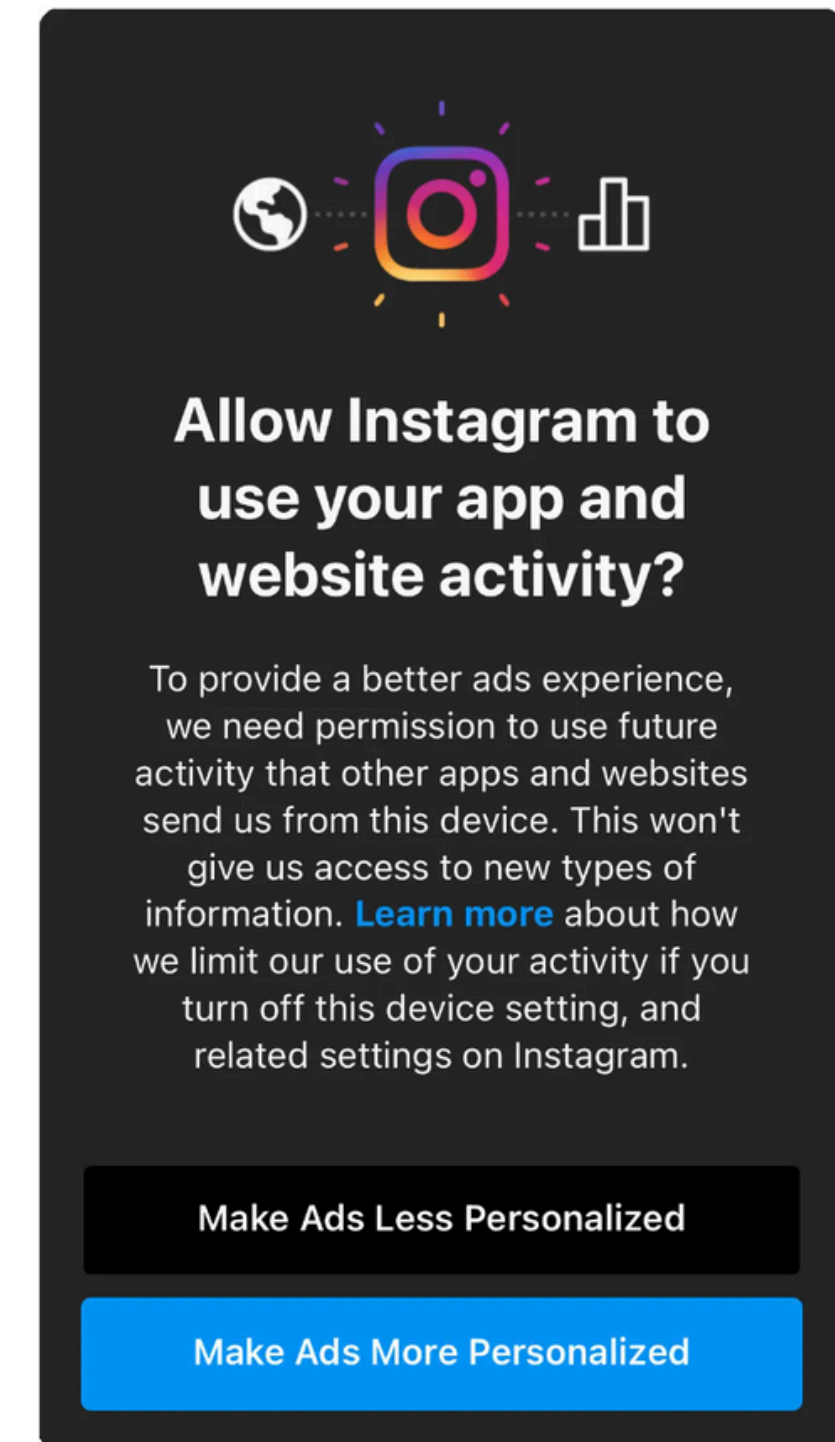 Allow Instagram to
use your app and
website activity?
To provide a better ads experience,
we need permission to use future
activity that other apps and websites
send us from this device. This won't
give us access to new types of
information. Learn more about how
we limit our use of your activity if you
turn off this device setting, and
related settings on Instagram.
Make Ads Less Personalized
Make Ads More Personalized